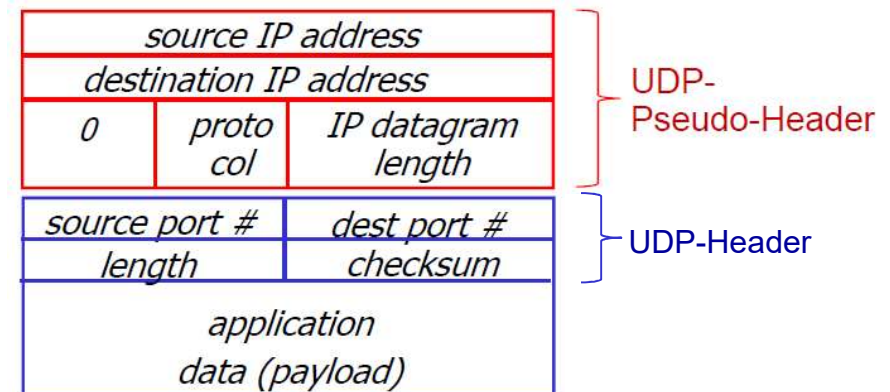 source IP address
destination IP address
0
proto
col
IP datagram
length
UDP-
Pseudo-Header
source port #
dest port #
length
checksum
UDP-Header
application
data (payload)